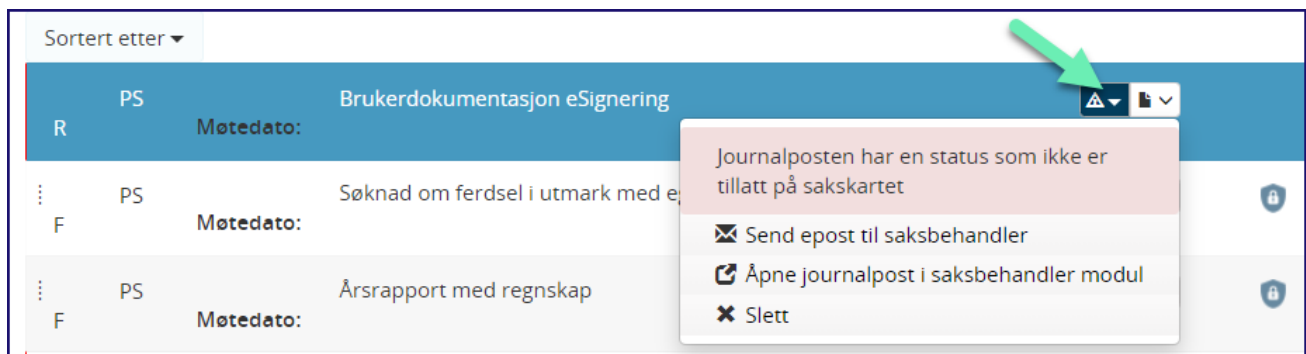 Sortert etter
PS
Brukerdokumentasjon eSignering
R
Møtedato:
Journalposten har en status som ikke er
tillatt på sakskartet
PS
Søknad om ferdsel i utmark med
F
Møtedato:
Send epost til saksbehandler
Åpne journalpost i saksbehandler modul
PS
Årsrapport med regnskap
F
Møtedato:
Slett